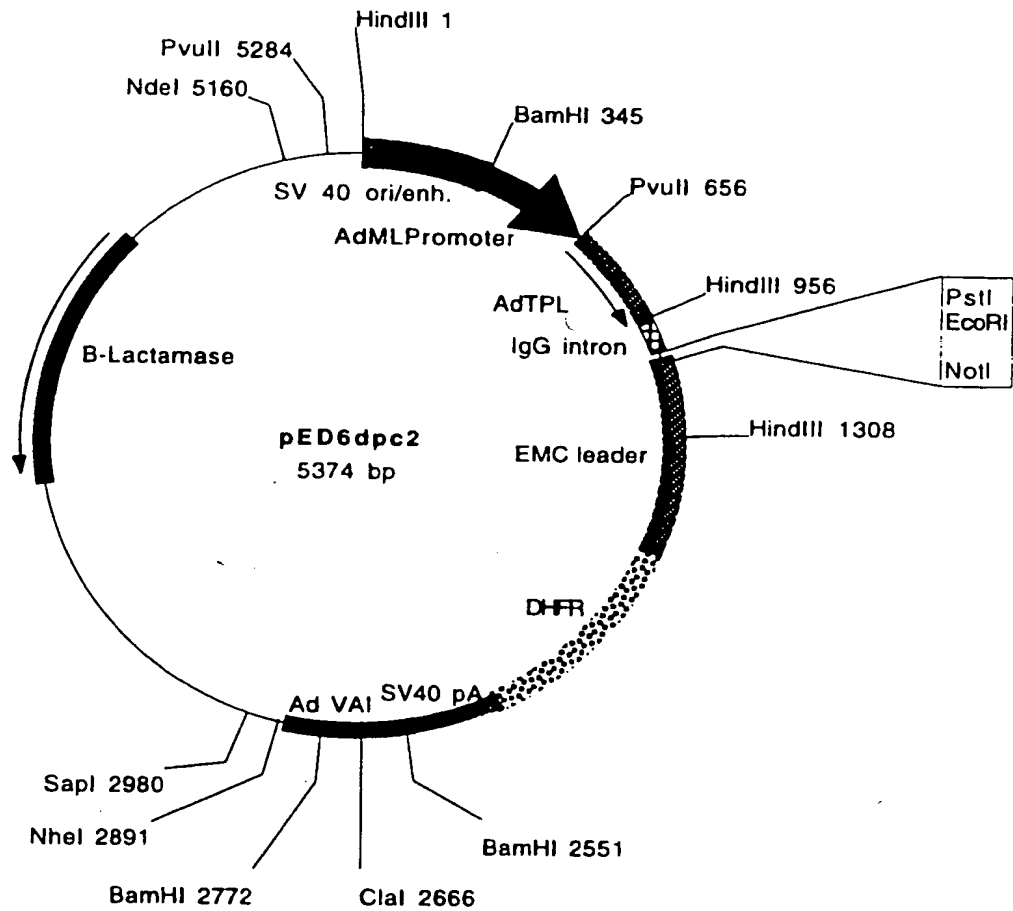 HindIII 1
PvuII 5284
NdeI 5160
BamHI 345
SV 40 ori/enh.
PvuII 656
AdMLPromoter
HindIII 956
AdTPL
IgG intron
PstI
EcoRI
NotI
B-Lactamase
pED6dpc2
5374 bp
EMC leader
HindIII 1308
DHFR
SV40 pA
Ad VAI
SapI 2980
NheI 2891
BamHI 2772
ClaI 2666
BamHI 2551